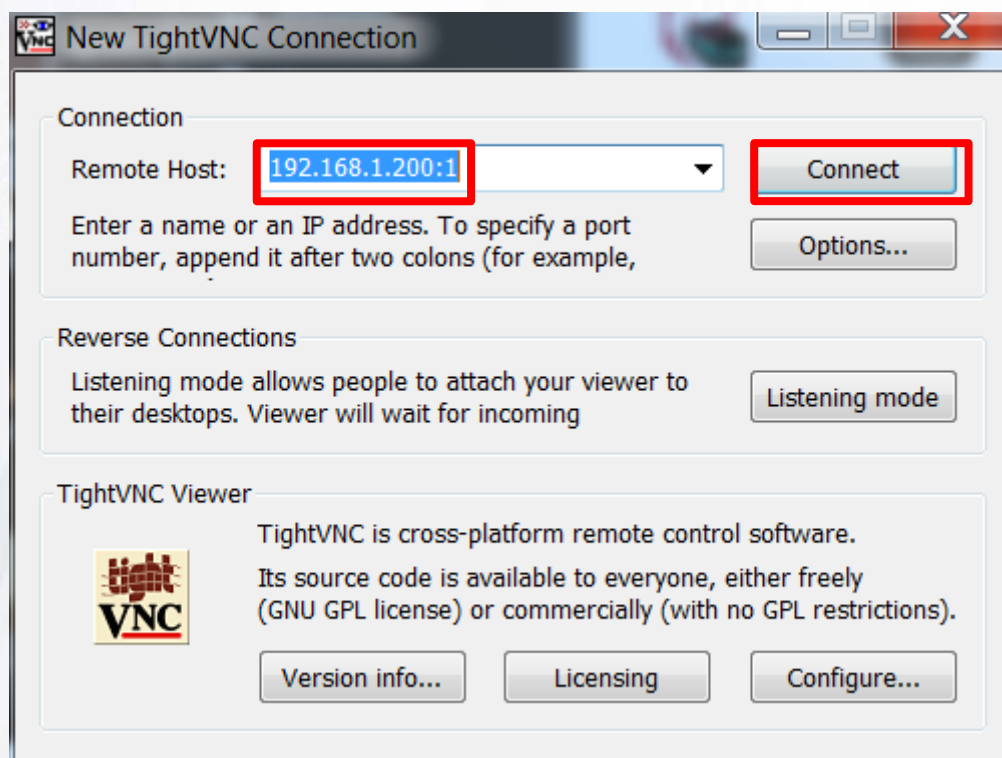 New TightVNC Connection
Connection
Remote Host: 192.168.1.200:1
Connect
Enter a name or an IP address. To specify a port
number, append it after two colons (for example,
Options...
Reverse Connections
Listening mode allows people to attach your viewer to
their desktops. Viewer will wait for incoming
Listening mode
TightVNC Viewer
TightVNC is cross-platform remote control software.
Its source code is available to everyone, either freely
(GNU GPL license) or commercially (with no GPL restrictions).
tight
VNC
Version info...
Licensing
Configure...